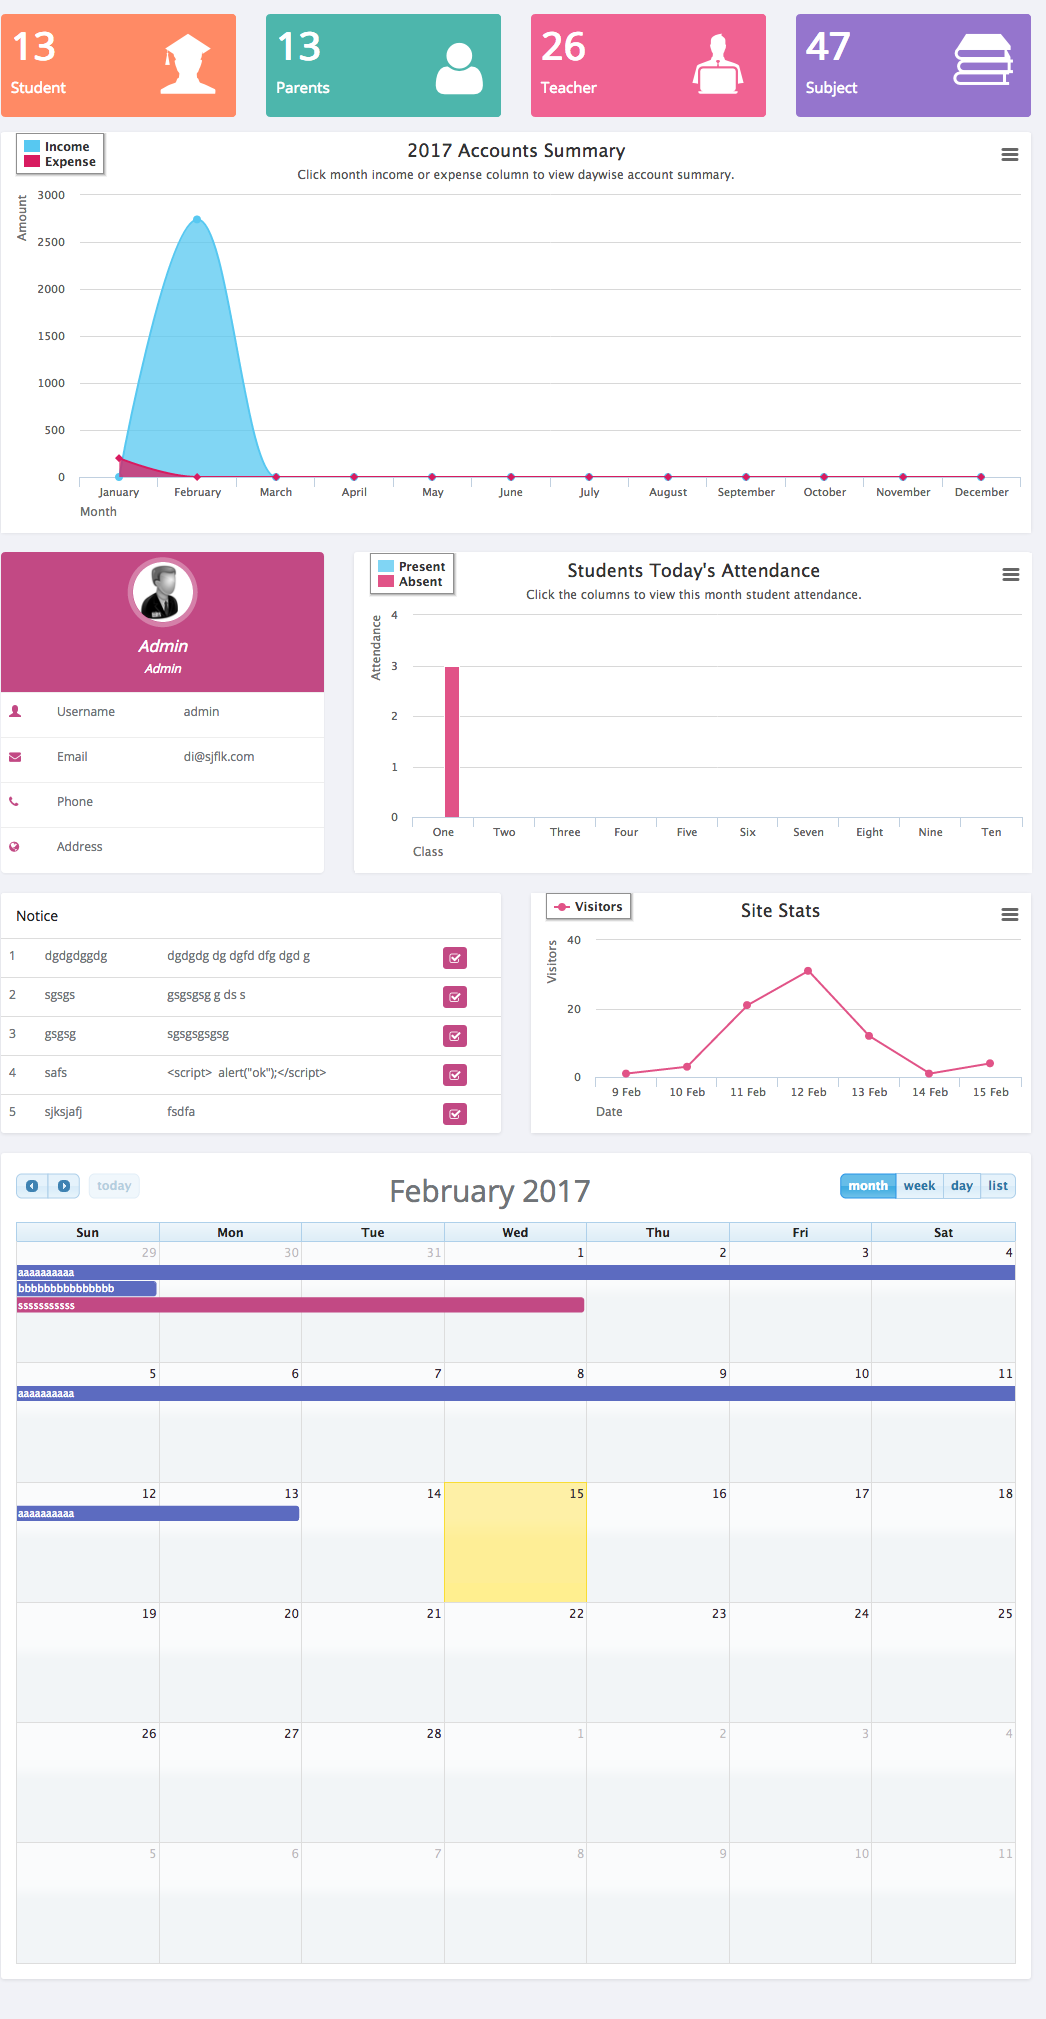 13
Student
13
Parents
26
Teacher
47
Subject
Income
Expense
2017 Accounts Summary
Click month income or expense column to view daywise account summary.
Amount
3000
2500
2000
1500
1000
500
0
January February March April May June July August September October November December
Month
Admin
Admin
Username admin
Email di@sjflk.com
Phone
Address
Present
Absent
Students Today's Attendance
Click the columns to view this month student attendance.
Attendance
4
3
2
1
0
One Two Three Four Five Six Seven Eight Nine Ten
Class
Notice
1 dgdgdggdg dgdgdg dg dgfd dfg dgd g
2 sgsgs gsgsgsg g ds s
3 gsgsg sgsgsgsgsg
4 safs <script> alert("ok");</script>
5 sjksjafj fsdfa
Visitors
Site Stats
Visitors
40
20
0
9 Feb 10 Feb 11 Feb 12 Feb 13 Feb 14 Feb 15 Feb
Date
today
February 2017
month week day list
Sun Mon Tue Wed Thu Fri Sat
29 30 31 1 2 3 4
aaaaaaaaaa
bbbbbbbbbbbbbbb
sssssssssss
5 6 7 8 9 10 11
aaaaaaaaaa
12 13 14 15 16 17 18
aaaaaaaaaa
19 20 21 22 23 24 25
26 27 28 1 2 3 4
5 6 7 8 9 10 11